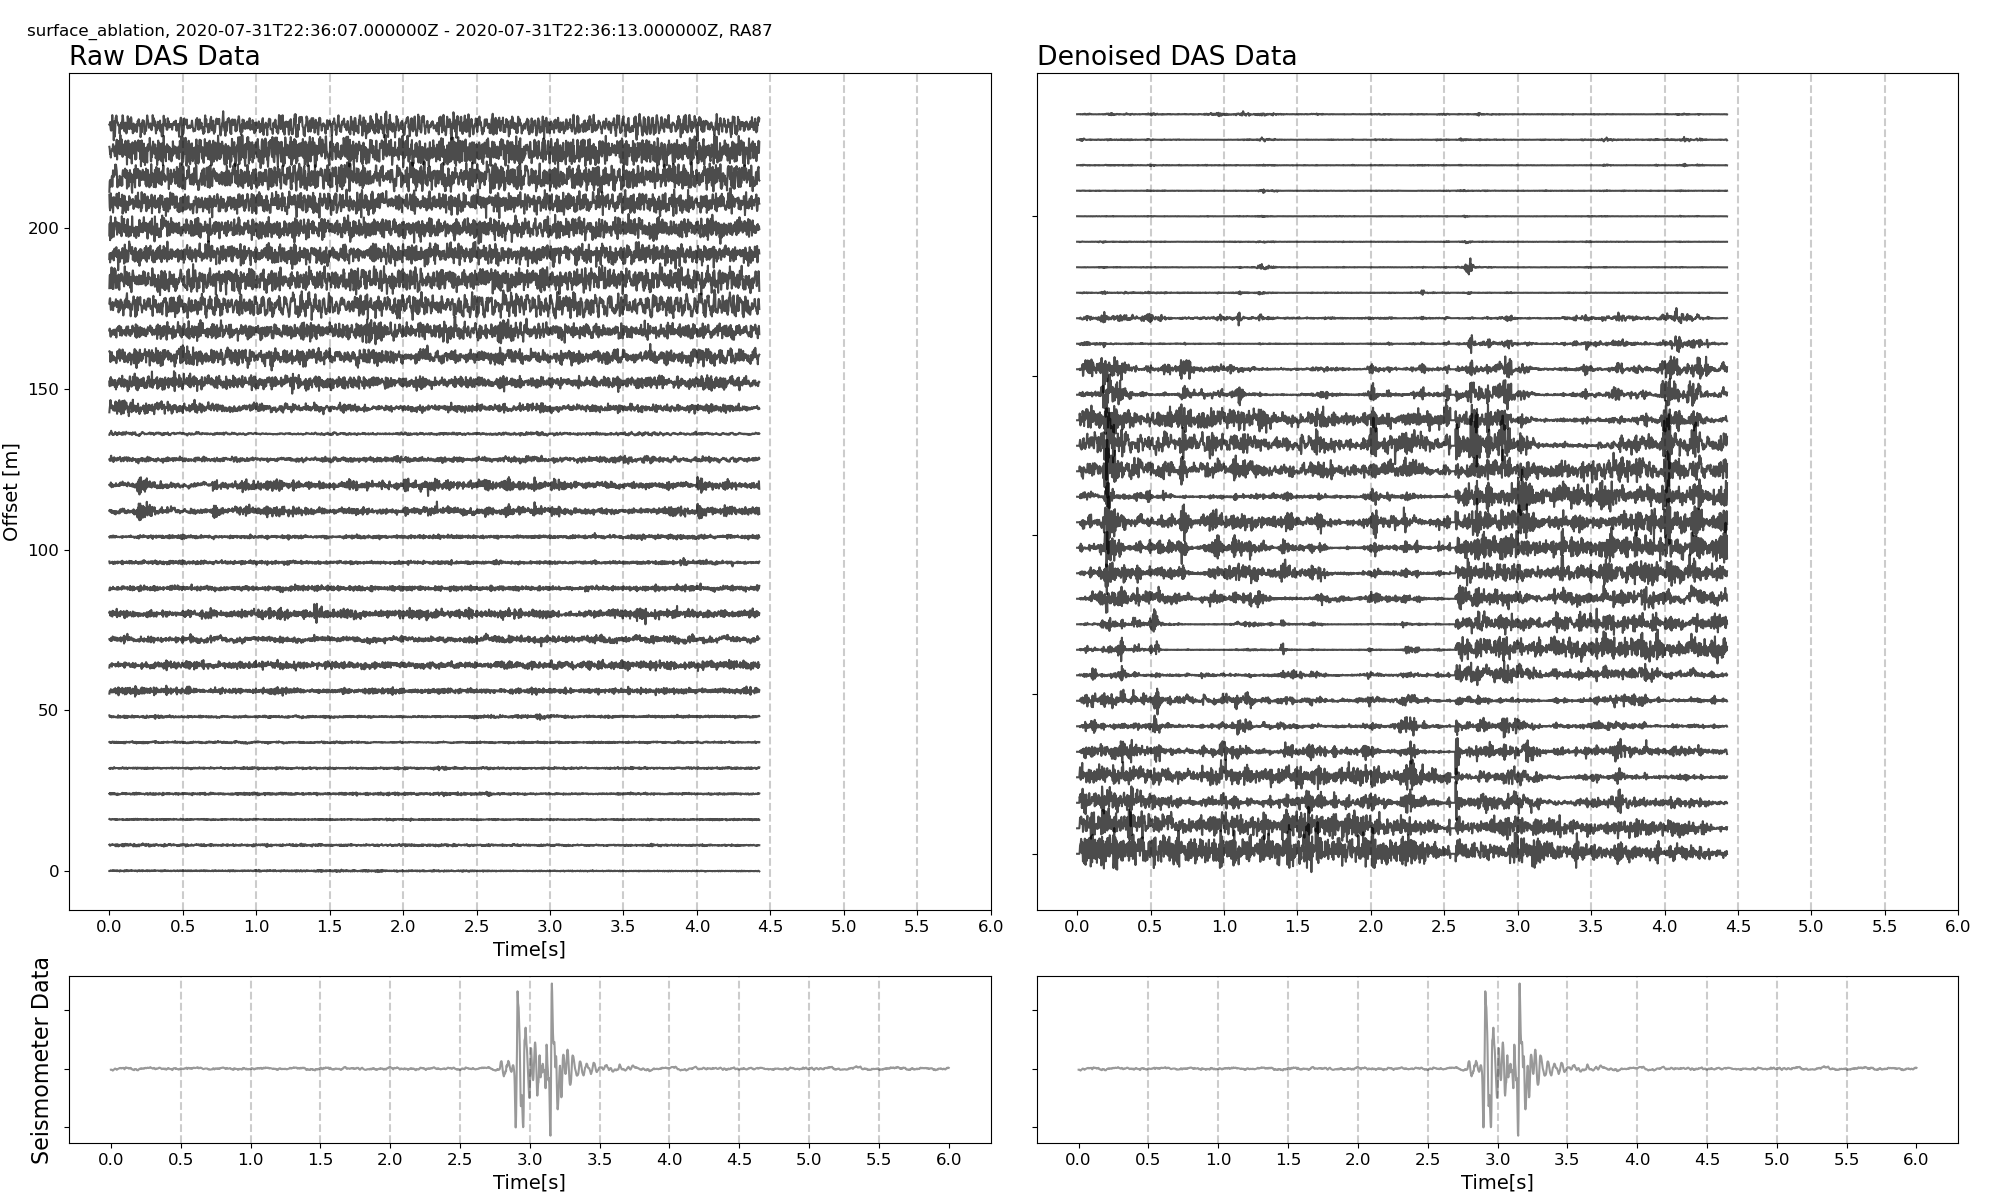 surface_ablation, 2020-07-31T22:36:07.000000Z - 2020-07-31T22:36:13.000000Z, RA87
Raw DAS Data
Denoised DAS Data
Offset [m]
200
150
100
50
0
0.0 0.5 1.0 1.5 2.0 2.5 3.0 3.5 4.0 4.5 5.0 5.5 6.0
Time[s]
0.0 0.5 1.0 1.5 2.0 2.5 3.0 3.5 4.0 4.5 5.0 5.5 6.0
Seismometer Data
0.0 0.5 1.0 1.5 2.0 2.5 3.0 3.5 4.0 4.5 5.0 5.5 6.0
Time[s]
0.0 0.5 1.0 1.5 2.0 2.5 3.0 3.5 4.0 4.5 5.0 5.5 6.0
Time[s]